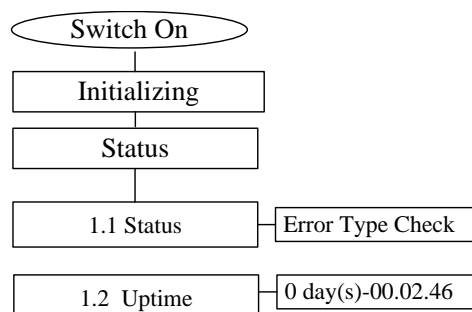 Switch On
Initializing
Status
1.1 Status
Error Type Check
1.2 Uptime
0 day(s)-00.02.46